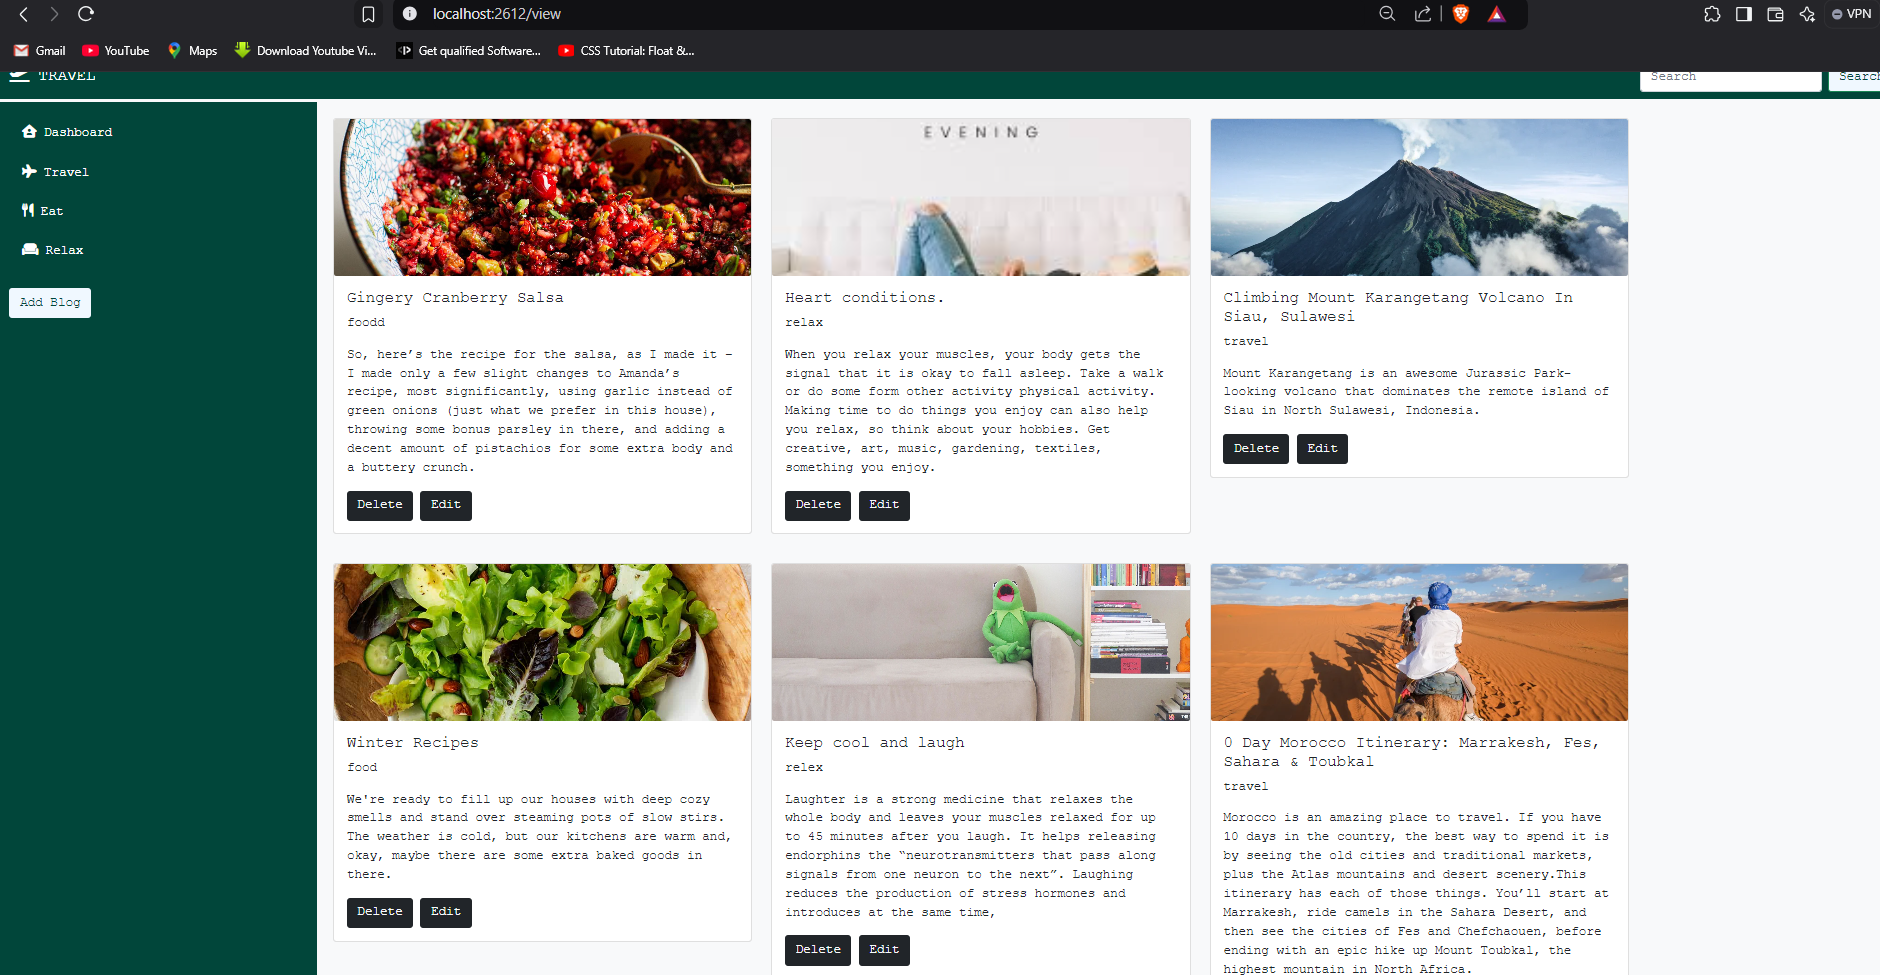 localhost:2612/view
VPN
Gmail
YouTube
Maps
Download Youtube Vi...
Get qualified Software...
CSS Tutorial: Float &...
TRAVEL
Search
Search
Dashboard
Travel
Eat
Relax
Add Blog
Gingery Cranberry Salsa
foodd
So, here’s the recipe for the salsa, as I made it –
I made only a few slight changes to Amanda’s
recipe, most significantly, using garlic instead of
green onions (just what we prefer in this house),
throwing some bonus parsley in there, and adding a
decent amount of pistachios for some extra body and
a buttery crunch.
Delete
Edit
EVENING
Heart conditions.
relax
When you relax your muscles, your body gets the
signal that it is okay to fall asleep. Take a walk
or do some form other activity physical activity.
Making time to do things you enjoy can also help
you relax, so think about your hobbies. Get
creative, art, music, gardening, textiles,
something you enjoy.
Delete
Edit
Climbing Mount Karangetang Volcano In
Siau, Sulawesi
travel
Mount Karangetang is an awesome Jurassic Park-
looking volcano that dominates the remote island of
Siau in North Sulawesi, Indonesia.
Delete
Edit
Winter Recipes
food
We're ready to fill up our houses with deep cozy
smells and stand over steaming pots of slow stirs.
The weather is cold, but our kitchens are warm and,
okay, maybe there are some extra baked goods in
there.
Delete
Edit
Keep cool and laugh
relex
Laughter is a strong medicine that relaxes the
whole body and leaves your muscles relaxed for up
to 45 minutes after you laugh. It helps releasing
endorphins the “neurotransmitters that pass along
signals from one neuron to the next”. Laughing
reduces the production of stress hormones and
introduces at the same time,
Delete
Edit
0 Day Morocco Itinerary: Marrakesh, Fes,
Sahara & Toubkal
travel
Morocco is an amazing place to travel. If you have
10 days in the country, the best way to spend it is
by seeing the old cities and traditional markets,
plus the Atlas mountains and desert scenery.This
itinerary has each of those things. You’ll start at
Marrakesh, ride camels in the Sahara Desert, and
then see the cities of Fes and Chefchaouen, before
ending with an epic hike up Mount Toubkal, the
highest mountain in North Africa.